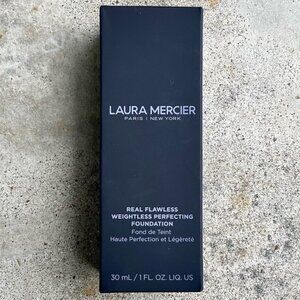 LAURA MERCIER
PARIS | NEW YORK
REAL FLAWLESS
WEIGHTLESS PERFECTING
FOUNDATION
Fond de Teint
Haute Perfection et Légèreté
30 mL / 1 FL. OZ. LIQ. US